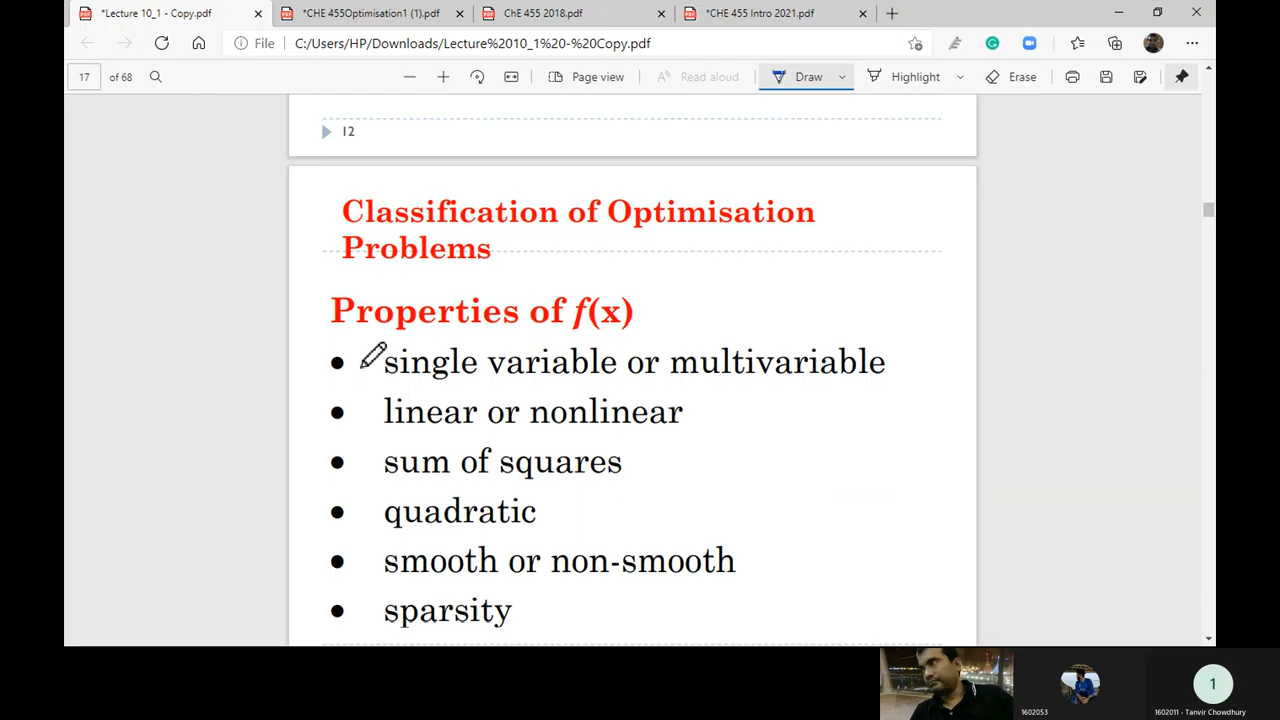 *Lecture 10_1 - Copy.pdf
*CHE 455Optimisation1 (1).pdf
ChE 455 2018.pdf
*CHE 455 Intro 2021.pdf
File
C:/Users/HP/Downloads/Lecture%2010_1%20-%20Copy.pdf
17 of 68
Page view
Read aloud
Draw
Highlight
Erase
12
Classification of Optimisation
Problems
Properties of f(x)
• single variable or multivariable
• linear or nonlinear
• sum of squares
• quadratic
• smooth or non-smooth
• sparsity
1602053
1
1602011 - Tanvir Chowdhury